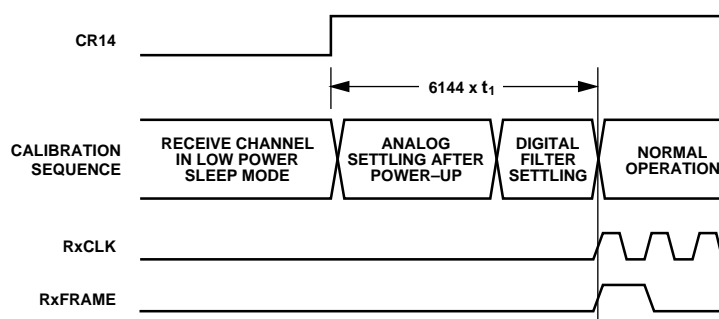 CR14
6144 x t1
CALIBRATION
SEQUENCE
RECEIVE CHANNEL
IN LOW POWER
SLEEP MODE
ANALOG
SETTLING AFTER
POWER–UP
DIGITAL
FILTER
SETTLING
NORMAL
OPERATION
RxCLK
RxFRAME